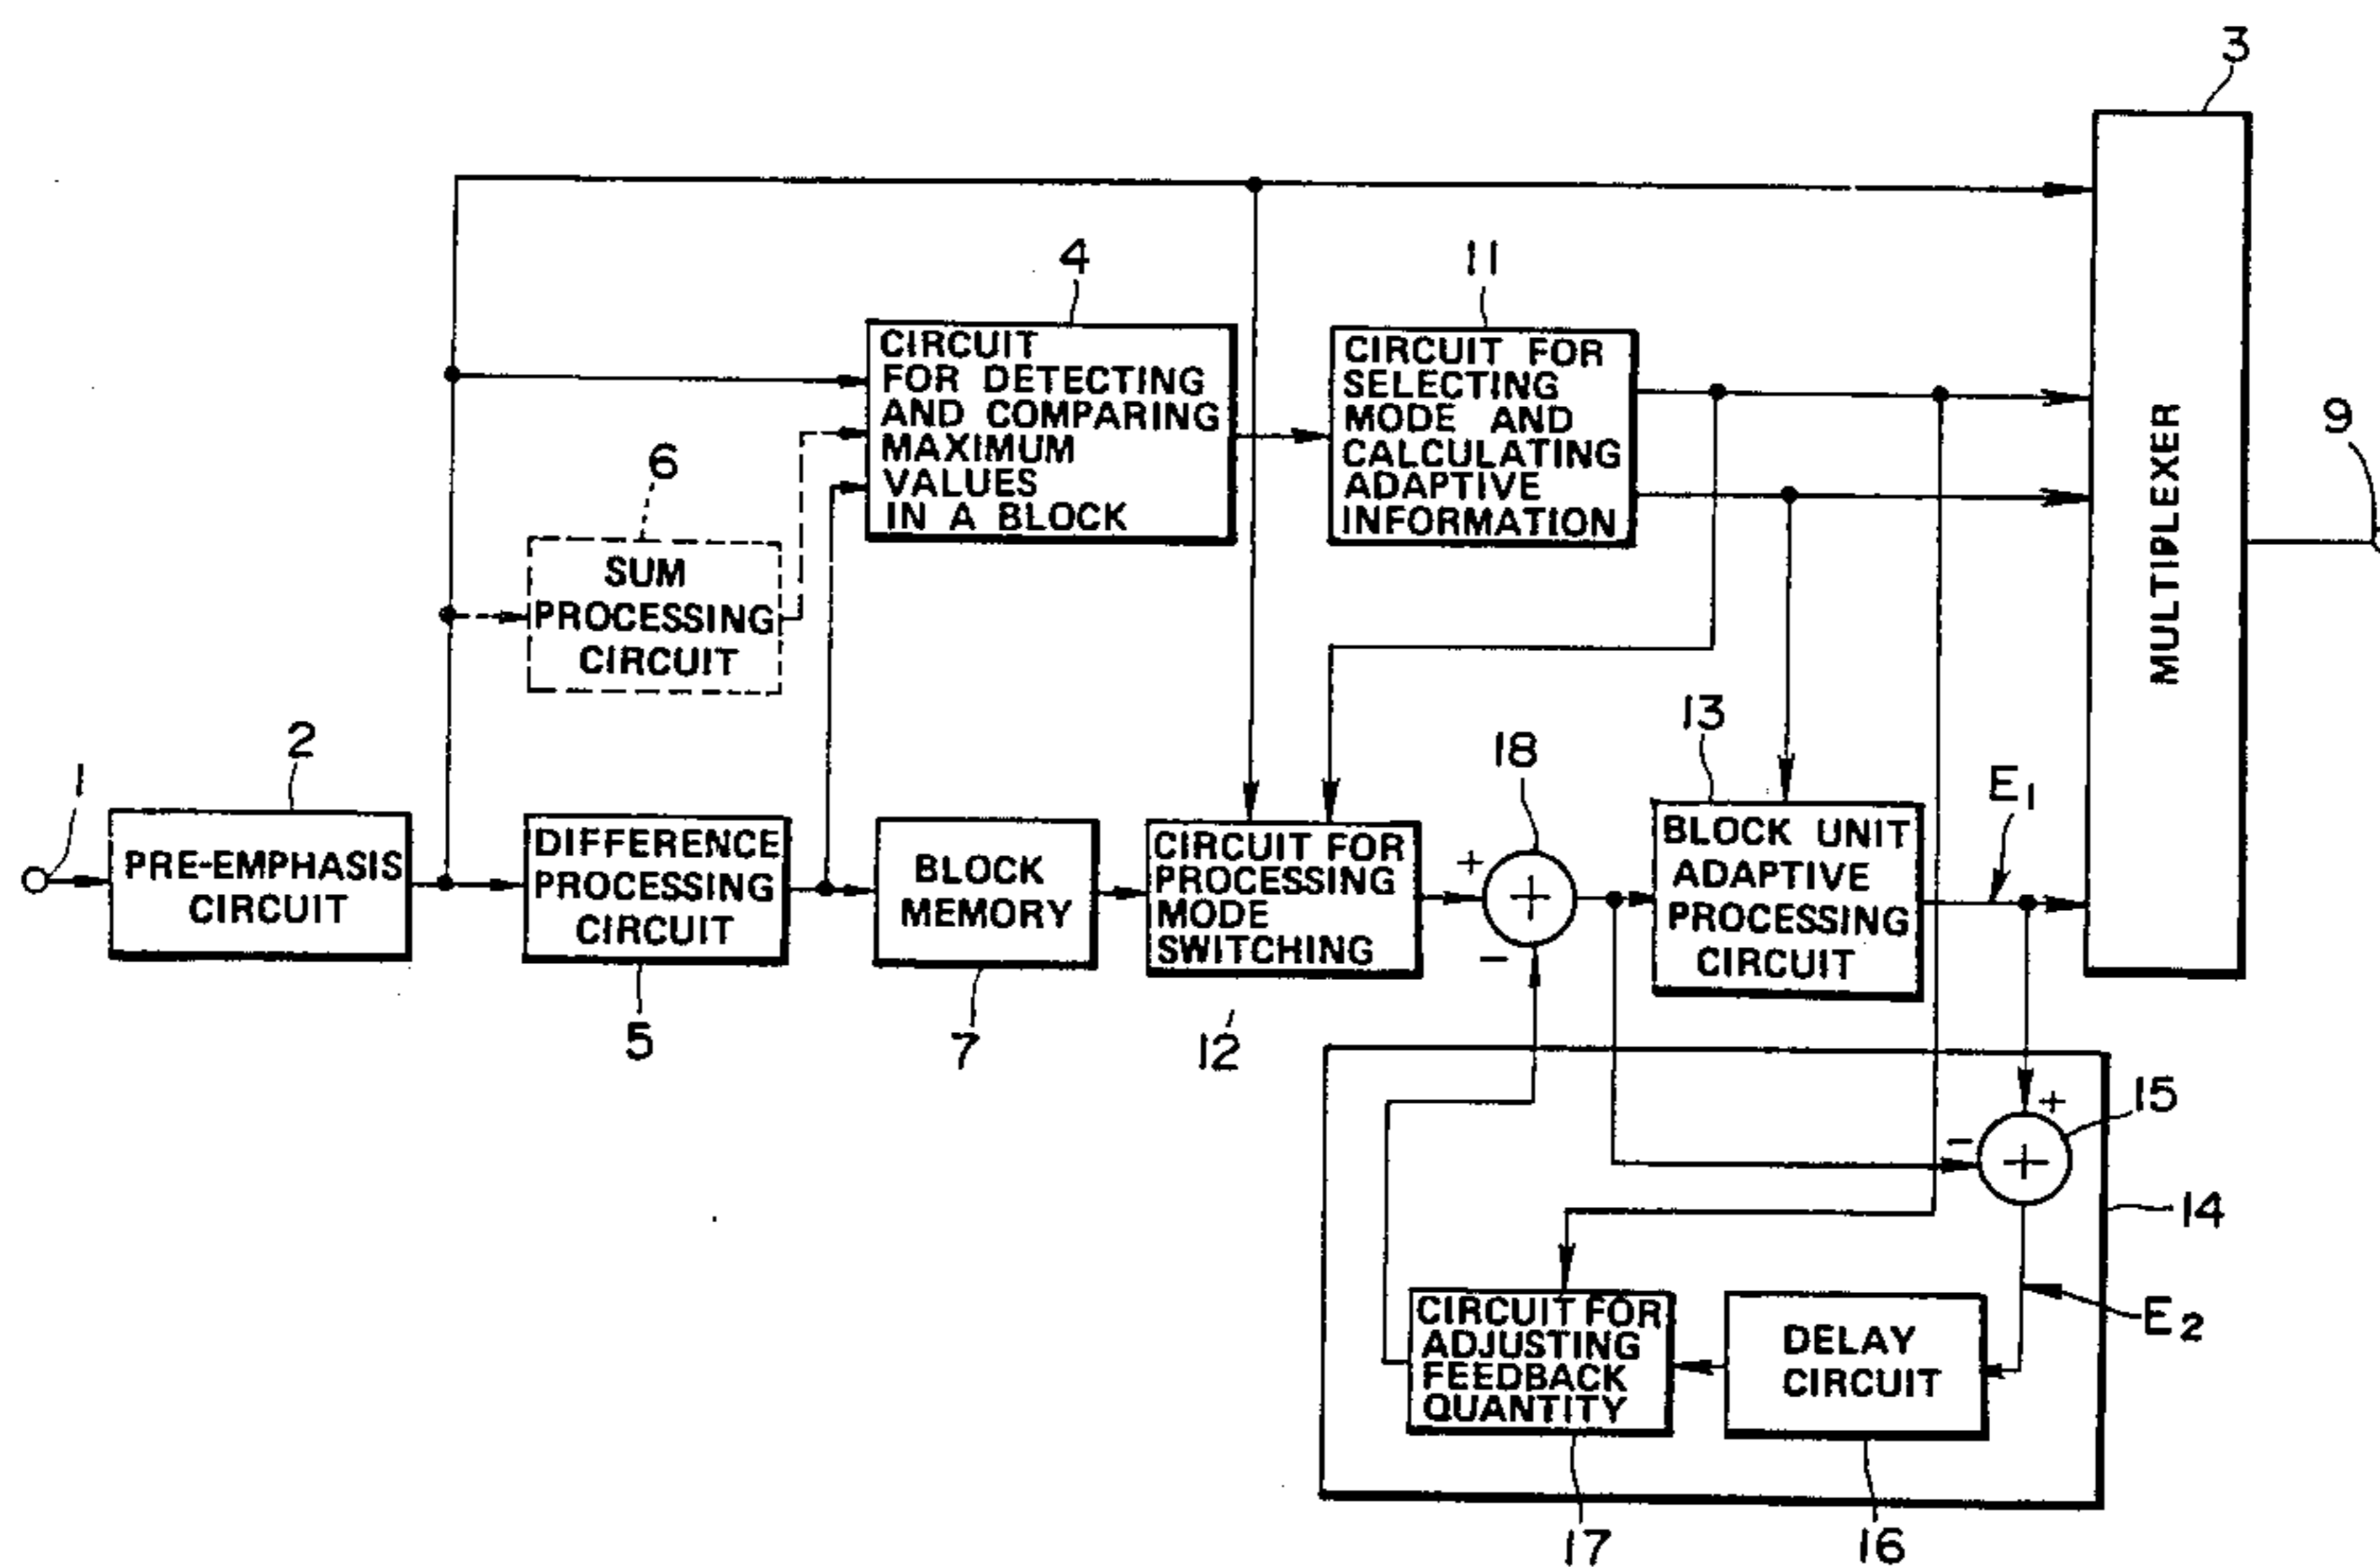 3
4
11
9
CIRCUIT
FOR DETECTING
AND COMPARING
MAXIMUM
VALUES
IN A BLOCK
CIRCUIT FOR
SELECTING
MODE AND
CALCULATING
ADAPTIVE
INFORMATION
MULTIPLEXER
6
SUM
PROCESSING
CIRCUIT
1
2
PRE-EMPHASIS
CIRCUIT
DIFFERENCE
PROCESSING
CIRCUIT
5
BLOCK
MEMORY
7
CIRCUIT FOR
PROCESSING
MODE
SWITCHING
12
18
+
+
−
13
BLOCK UNIT
ADAPTIVE
PROCESSING
CIRCUIT
E1
+
15
−
+
14
E2
CIRCUIT FOR
ADJUSTING
FEEDBACK
QUANTITY
17
DELAY
CIRCUIT
16